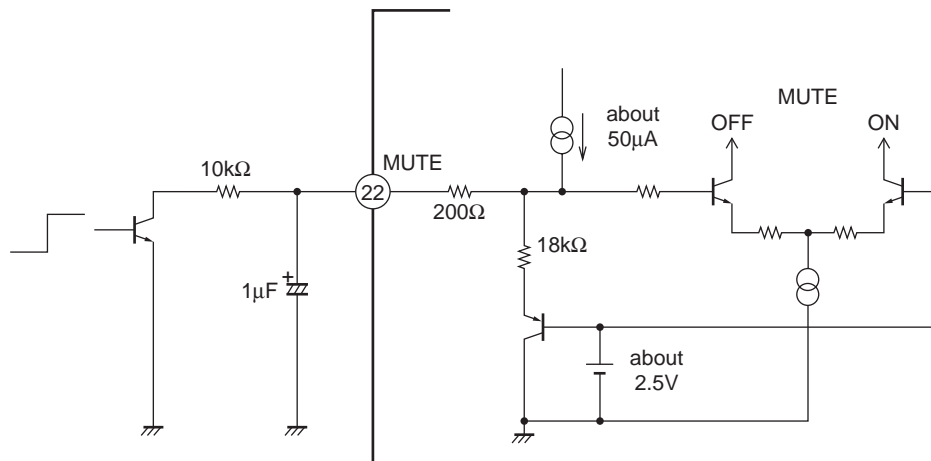 about
50μA
MUTE
OFF
ON
10kΩ
MUTE
22
200Ω
18kΩ
+
1μF
about
2.5V